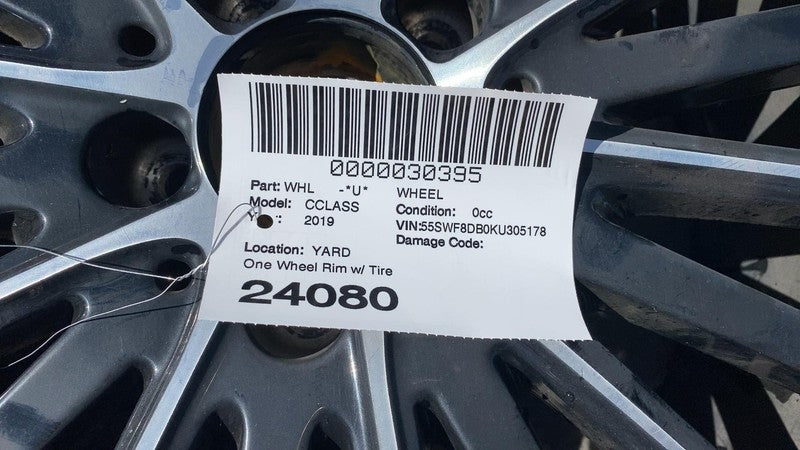 0000030395
Part: WHL -*U* WHEEL
Model: CCLASS Condition: 0cc
Y : 2019 VIN:55SWF8DB0KU305178
Damage Code:
Location: YARD
One Wheel Rim w/ Tire
24080